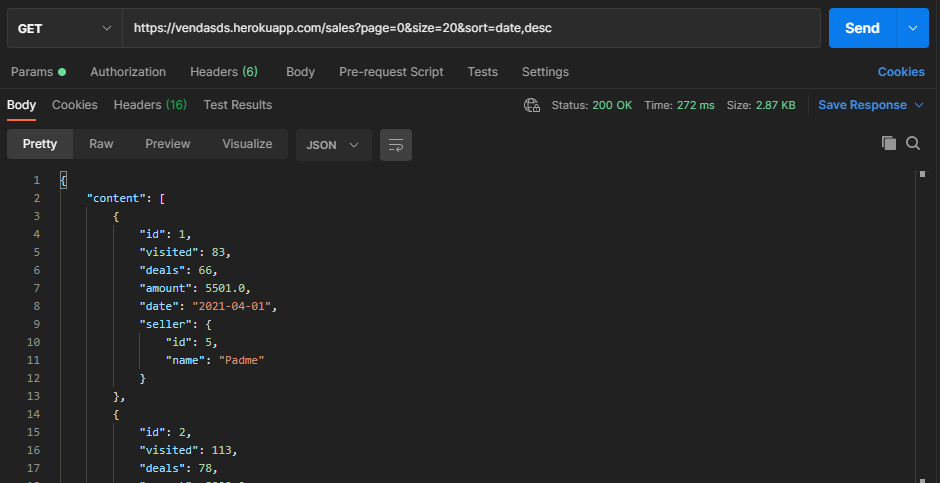 GET https://vendasds.herokuapp.com/sales?page=0&size=20&sort=date,desc Send
Params Authorization Headers (6) Body Pre-request Script Tests Settings Cookies
Body Cookies Headers (16) Test Results Status: 200 OK Time: 272 ms Size: 2.87 KB Save Response
Pretty Raw Preview Visualize JSON
1 {
2 "content": [
3 {
4 "id": 1,
5 "visited": 83,
6 "deals": 66,
7 "amount": 5501.0,
8 "date": "2021-04-01",
9 "seller": {
10 "id": 5,
11 "name": "Padme"
12 }
13 },
14 {
15 "id": 2,
16 "visited": 113,
17 "deals": 78,